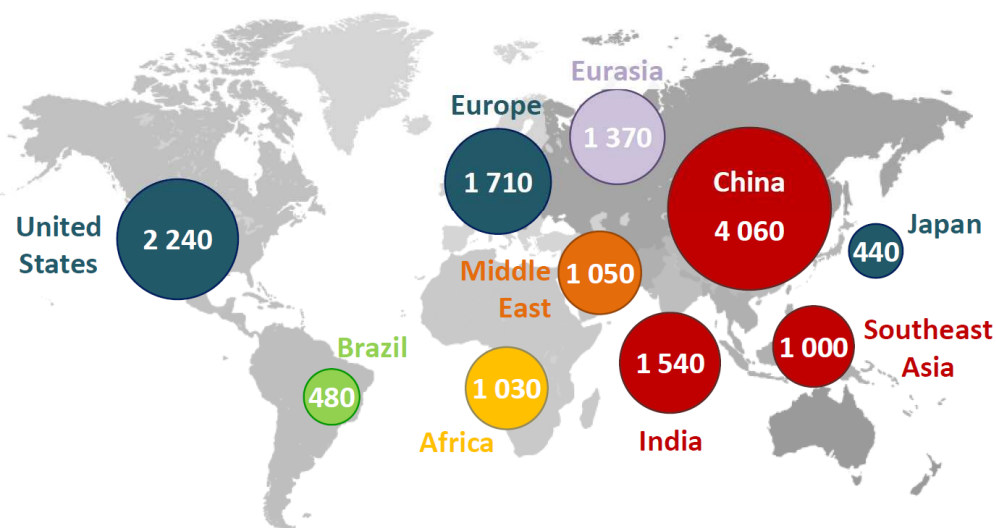 Eurasia
1 370
Europe
1 710
China
4 060
United
States
2 240
Japan
440
Middle
East
1 050
Brazil
480
Southeast
Asia
1 000
India
1 540
Africa
1 030